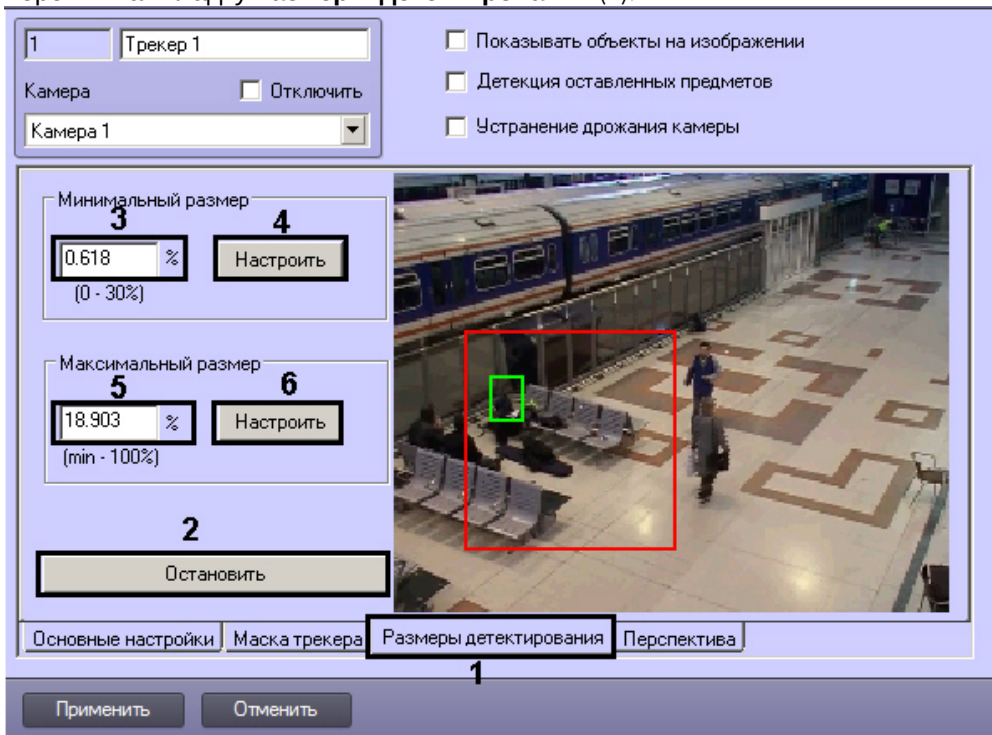 1 Трекер 1
Показывать объекты на изображении
Камера Отключить
Детекция оставленных предметов
Камера 1
Устранение дрожания камеры
Минимальный размер
3 4
0.618 % Настроить
(0 - 30%)
Максимальный размер
5 6
18.903 % Настроить
(min - 100%)
2
Остановить
Основные настройки Маска трекера Размеры детектирования Перспектива
1
Применить Отменить